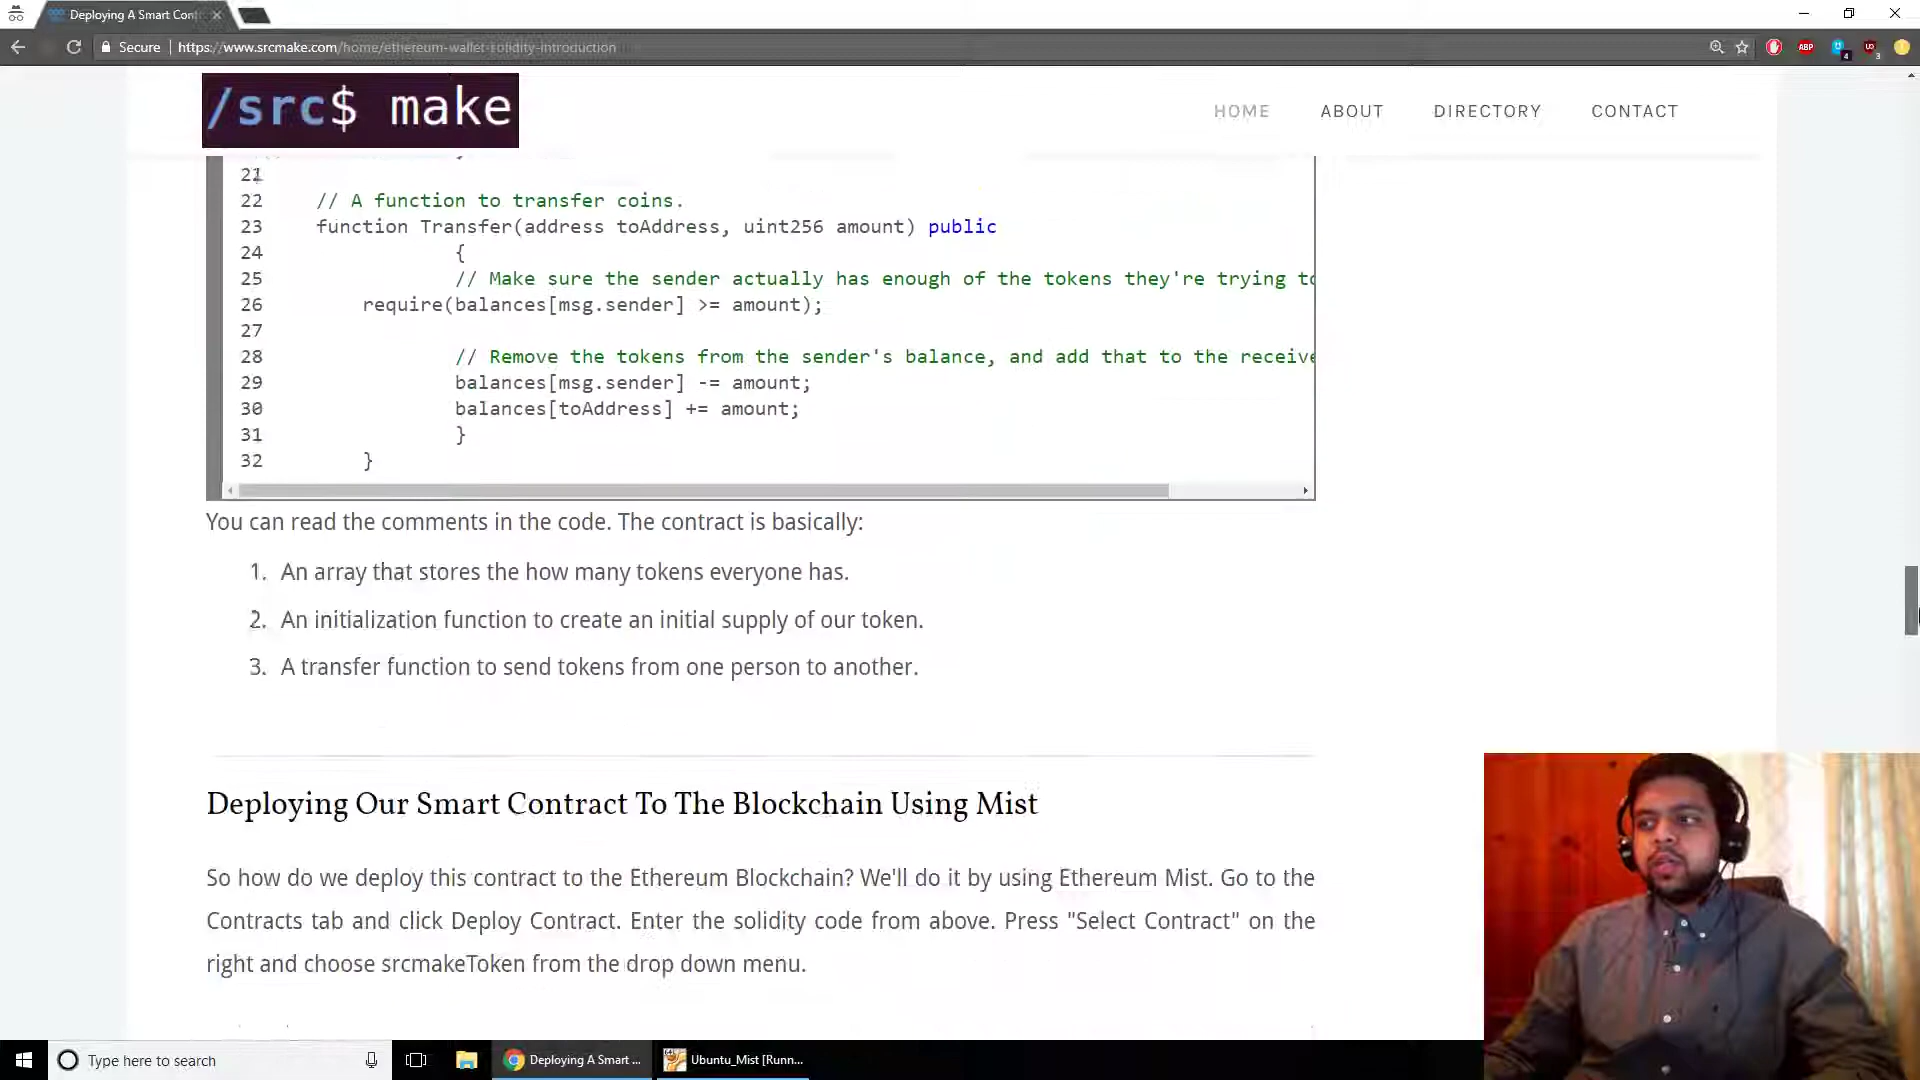 Deploying A Smart Con
Secure https://www.srcmake.com/home/ethereum-wallet-solidity-introduction
ABP
4
3
/src$ make
HOME ABOUT DIRECTORY CONTACT
21
22 // A function to transfer coins.
23 function Transfer(address toAddress, uint256 amount) public
24 {
25 // Make sure the sender actually has enough of the tokens they're trying to
26 require(balances[msg.sender] >= amount);
27
28 // Remove the tokens from the sender's balance, and add that to the receive
29 balances[msg.sender] -= amount;
30 balances[toAddress] += amount;
31 }
32 }
You can read the comments in the code. The contract is basically:
1. An array that stores the how many tokens everyone has.
2. An initialization function to create an initial supply of our token.
3. A transfer function to send tokens from one person to another.
Deploying Our Smart Contract To The Blockchain Using Mist
So how do we deploy this contract to the Ethereum Blockchain? We'll do it by using Ethereum Mist. Go to the
Contracts tab and click Deploy Contract. Enter the solidity code from above. Press "Select Contract" on the
right and choose srcmakeToken from the drop down menu.
Type here to search
Deploying A Smart ...
Ubuntu_Mist [Runn...